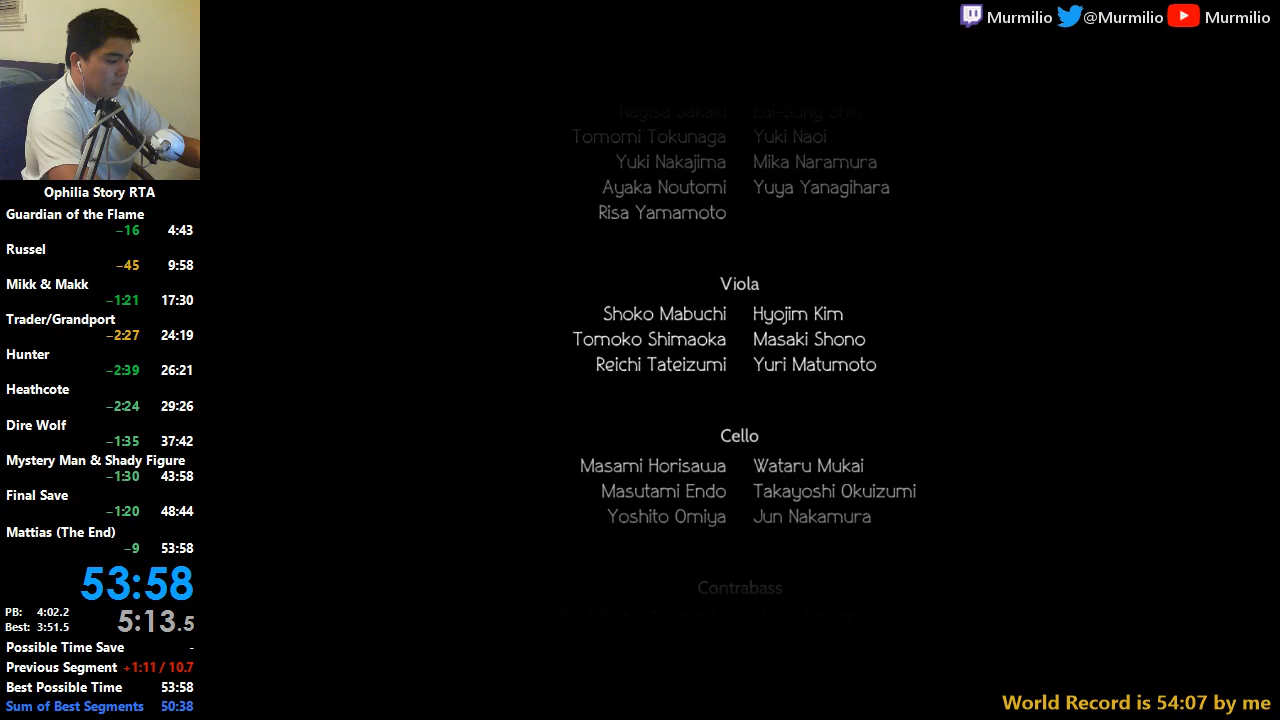 Murmilio @Murmilio Murmilio
Ophilia Story RTA
Guardian of the Flame
−16 4:43
Russel
−45 9:58
Mikk & Makk
−1:21 17:30
Trader/Grandport
−2:27 24:19
Hunter
−2:39 26:21
Heathcote
−2:24 29:26
Dire Wolf
−1:35 37:42
Mystery Man & Shady Figure
−1:30 43:58
Final Save
−1:20 48:44
Mattias (The End)
−9 53:58
53:58
PB: 4:02.2
Best: 3:51.5
5:13.5
Possible Time Save -
Previous Segment +1:11 / 10.7
Best Possible Time 53:58
Sum of Best Segments 50:38
Nagisa Sakaki Eal-Sung Shin
Tomomi Tokunaga Yuki Naoi
Yuki Nakajima Mika Naramura
Ayaka Noutomi Yuya Yanagihara
Risa Yamamoto
Viola
Shoko Mabuchi Hyojim Kim
Tomoko Shimaoka Masaki Shono
Reichi Tateizumi Yuri Matumoto
Cello
Masami Horisawa Wataru Mukai
Masutami Endo Takayoshi Okuizumi
Yoshito Omiya Jun Nakamura
Contrabass
World Record is 54:07 by me